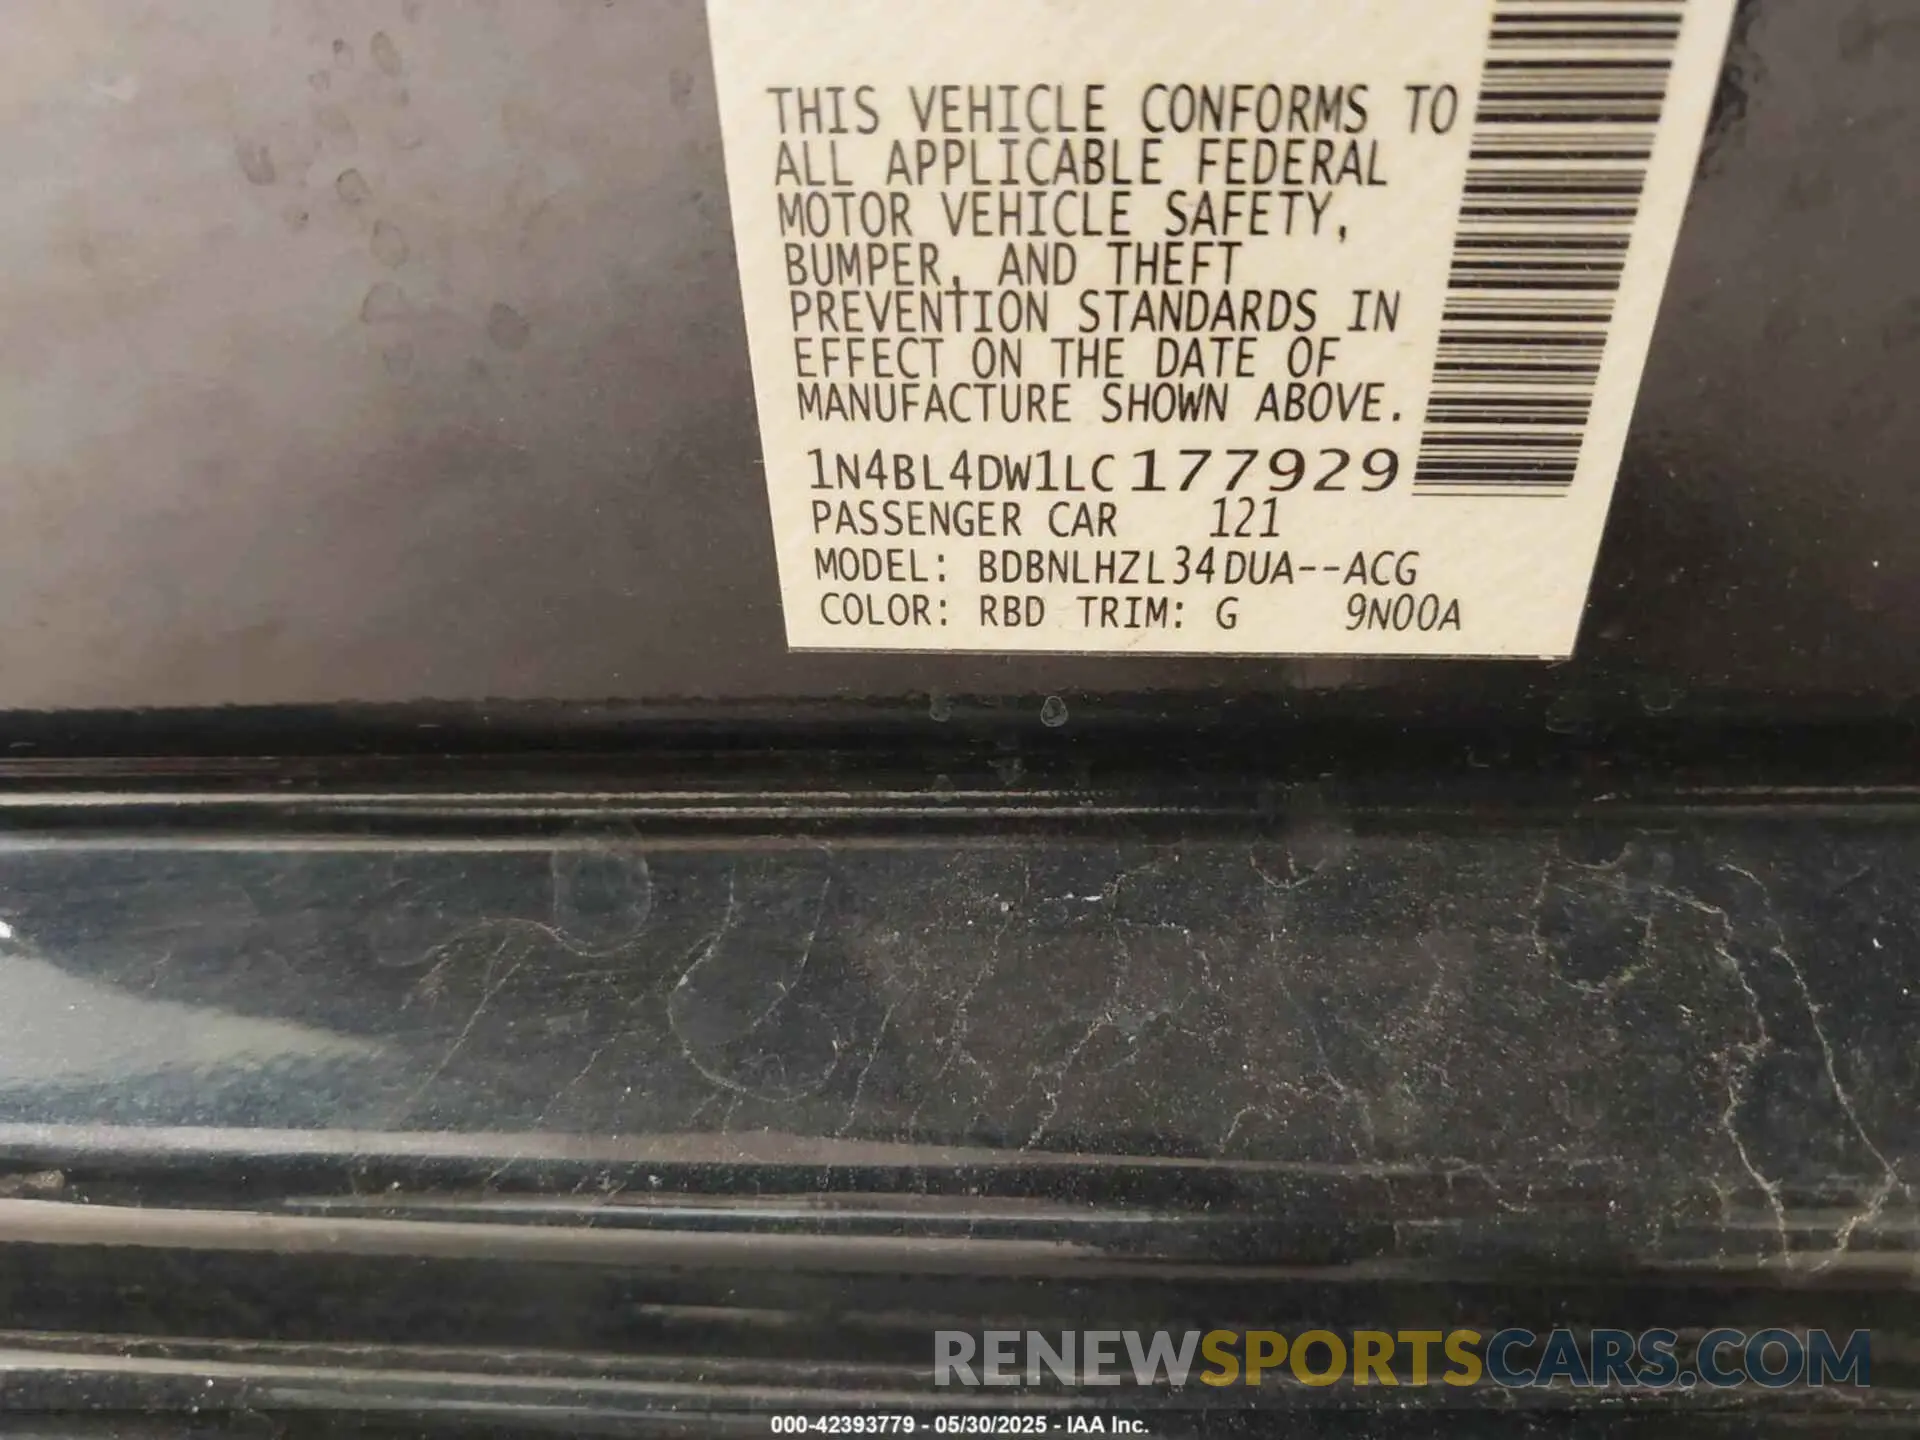 THIS VEHICLE CONFORMS TO
ALL APPLICABLE FEDERAL
MOTOR VEHICLE SAFETY,
BUMPER, AND THEFT
PREVENTION STANDARDS IN
EFFECT ON THE DATE OF
MANUFACTURE SHOWN ABOVE.
1N4BL4DW1LC177929
PASSENGER CAR 121
MODEL: BDBNLHZL34DUA--ACG
COLOR: RBD TRIM: G 9N00A
RENEWSPORTSCARS.COM
000-42393779 - 05/30/2025 - IAA Inc.